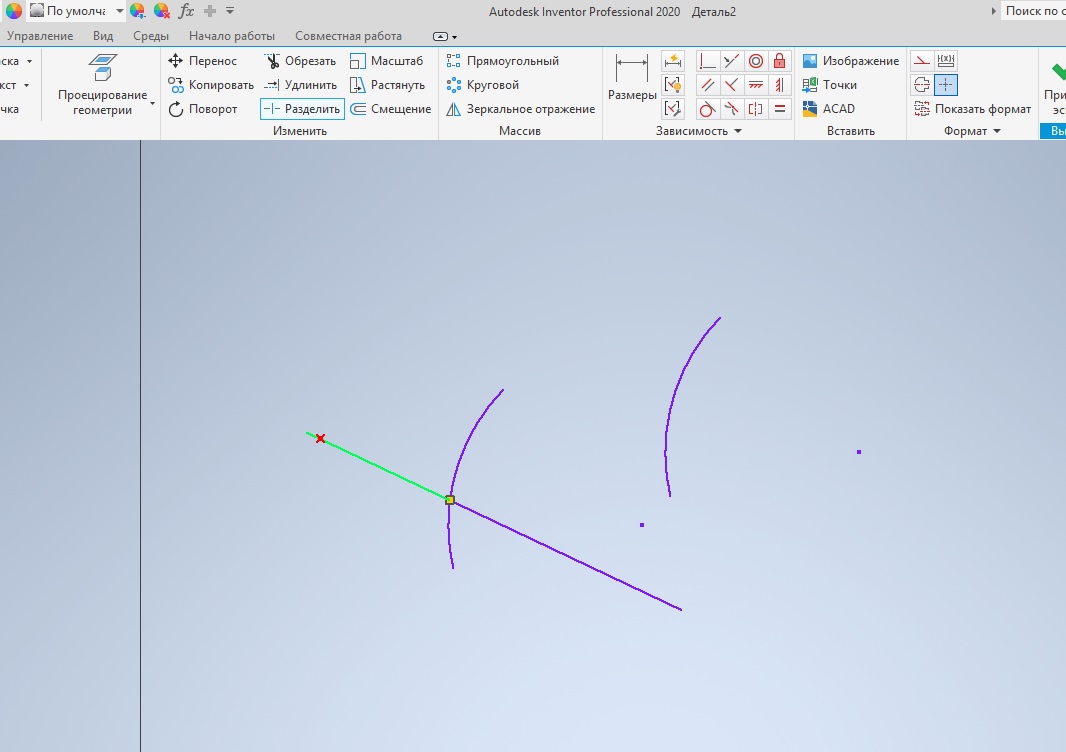 По умолча
fx
Autodesk Inventor Professional 2020 Деталь2
Поиск по с
Управление Вид Среды Начало работы Совместная работа
ска
кст
чка
Проецирование
геометрии
Перенос Обрезать Масштаб
Копировать Удлинить Растянуть
Поворот Разделить Смещение
Изменить
Прямоугольный
Круговой
Зеркальное отражение
Массив
Размеры
Зависимость
Изображение
Точки
ACAD
Вставить
Показать формат
Формат
При
эс
Вы